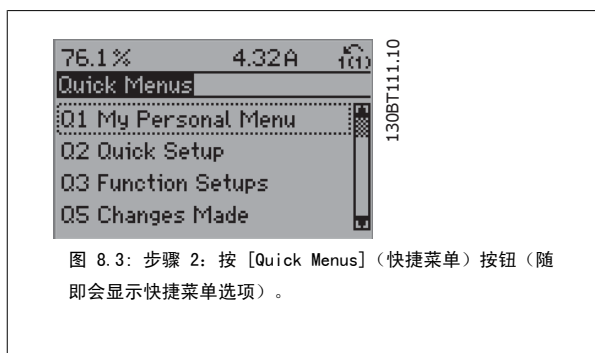 76.1% 4.32A 1(1)
Quick Menus
Q1 My Personal Menu
Q2 Quick Setup
Q3 Function Setups
Q5 Changes Made
130BT111.10
图 8.3: 步骤 2：按 [Quick Menus]（快捷菜单）按钮（随
即会显示快捷菜单选项）。